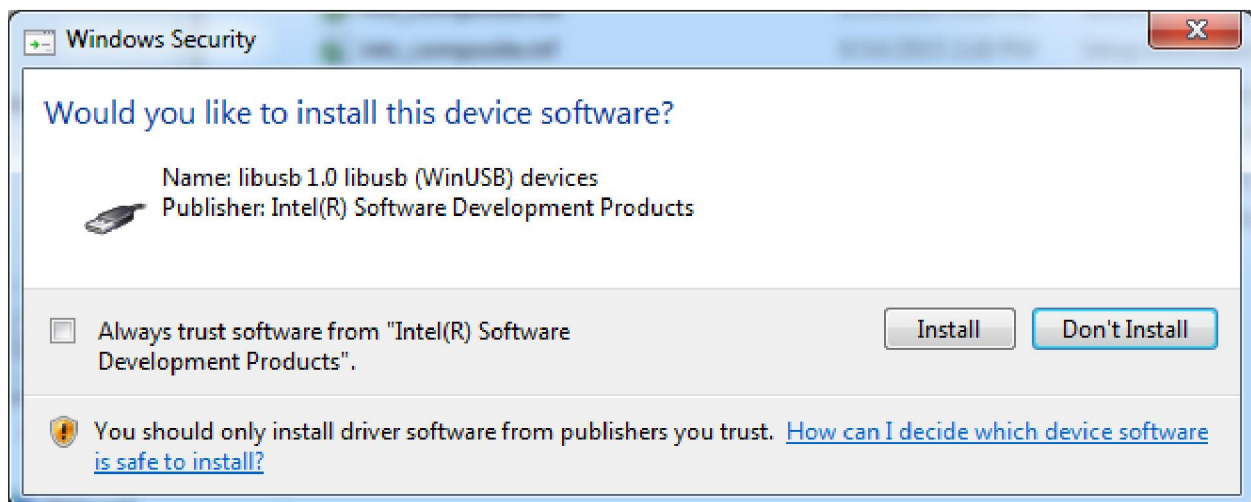 Windows Security
Would you like to install this device software?
Name: libusb 1.0 libusb (WinUSB) devices
Publisher: Intel(R) Software Development Products
Always trust software from "Intel(R) Software
Development Products".
Install
Don't Install
You should only install driver software from publishers you trust. How can I decide which device software
is safe to install?